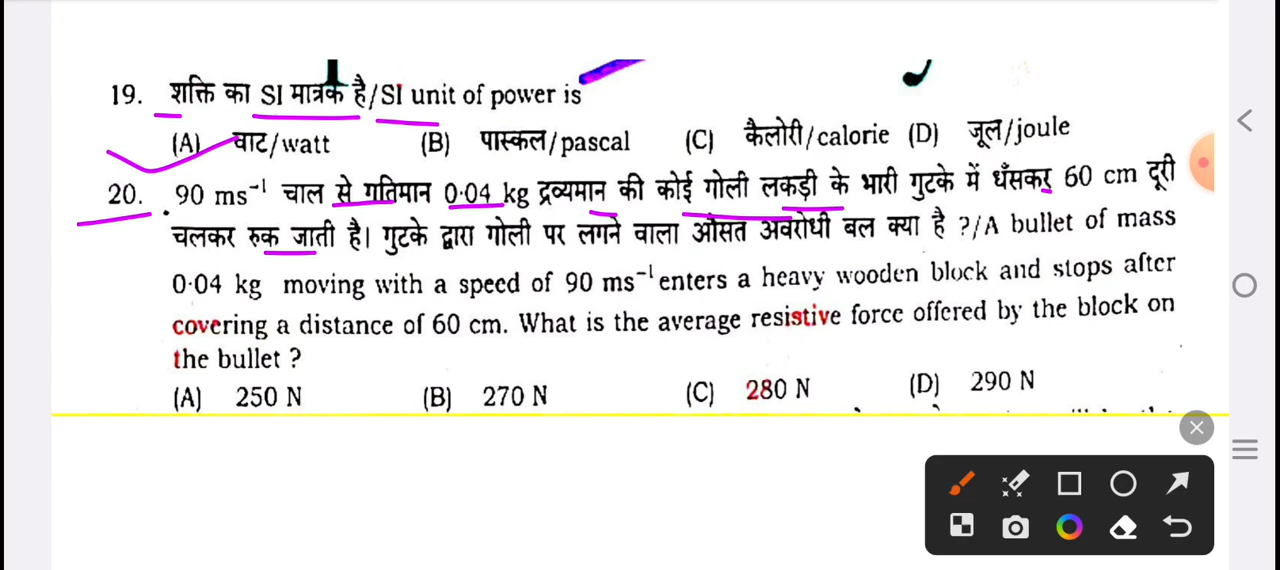 19. शक्ति का SI मात्रक है/SI unit of power is
(A) वाट/watt (B) पास्कल/pascal (C) कैलोरी/calorie (D) जूल/joule
20. 90 ms⁻¹ चाल से गतिमान 0·04 kg द्रव्यमान की कोई गोली लकड़ी के भारी गुटके में धँसकर 60 cm दूरी
चलकर रुक जाती है। गुटके द्वारा गोली पर लगने वाला औसत अवरोधी बल क्या है ?/A bullet of mass
0·04 kg moving with a speed of 90 ms⁻¹ enters a heavy wooden block and stops after
covering a distance of 60 cm. What is the average resistive force offered by the block on
the bullet ?
(A) 250 N (B) 270 N (C) 280 N (D) 290 N